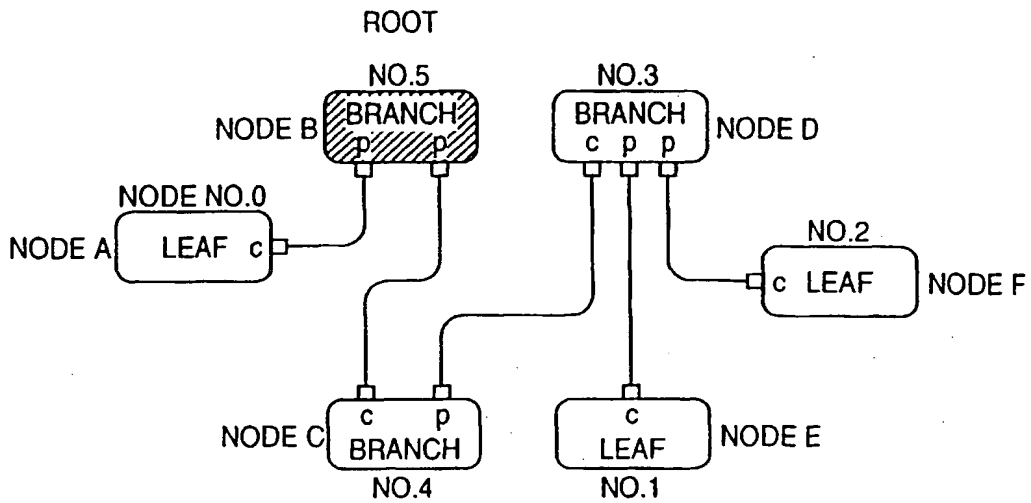 ROOT
NO.5
NO.3
NODE B
BRANCH
p p
BRANCH
c p p
NODE D
NODE NO.0
NODE A
LEAF c
NO.2
c LEAF
NODE F
NODE C
c p
BRANCH
NO.4
c
LEAF
NODE E
NO.1